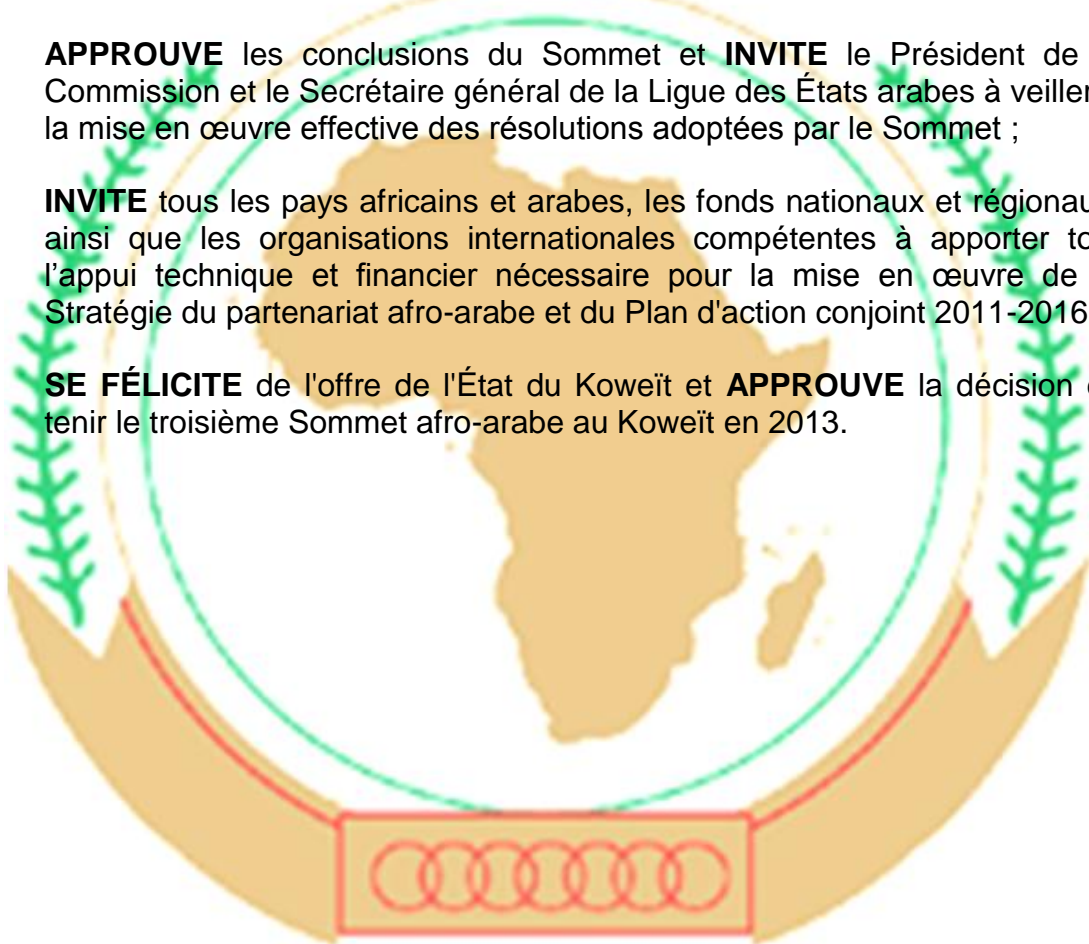 APPROUVE les conclusions du Sommet et INVITE le Président de
Commission et le Secrétaire général de la Ligue des États arabes à veiller
la mise en œuvre effective des résolutions adoptées par le Sommet ;
INVITE tous les pays africains et arabes, les fonds nationaux et
ainsi que les organisations internationales compétentes à apporter
l'appui technique et financier nécessaire pour la mise en œuvre de
Stratégie du partenariat afro-arabe et du Plan d'action conjoint 2011-2016
SE FÉLICITE de l'offre de l'État du Koweït et APPROUVE la décision
tenir le troisième Sommet afro-arabe au Koweït en 2013.